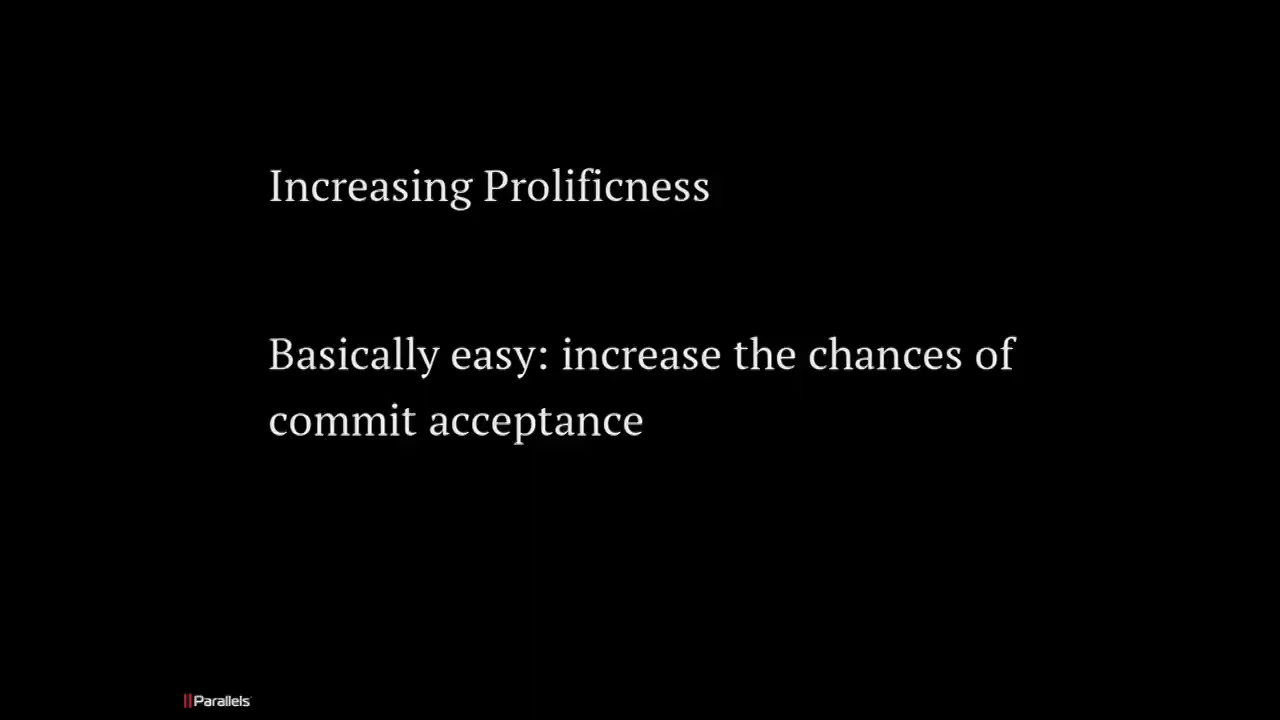 Increasing Prolificness
Basically easy: increase the chances of
commit acceptance
Parallels